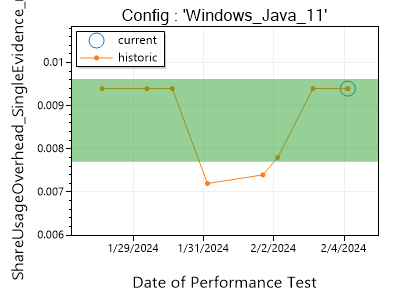 Config : 'Windows_Java_11'
current
historic
0.01
0.009
0.008
0.007
0.006
1/29/2024
1/31/2024
2/2/2024
2/4/2024
Date of Performance Test
ShareUsageOverhead_SingleEvidence_